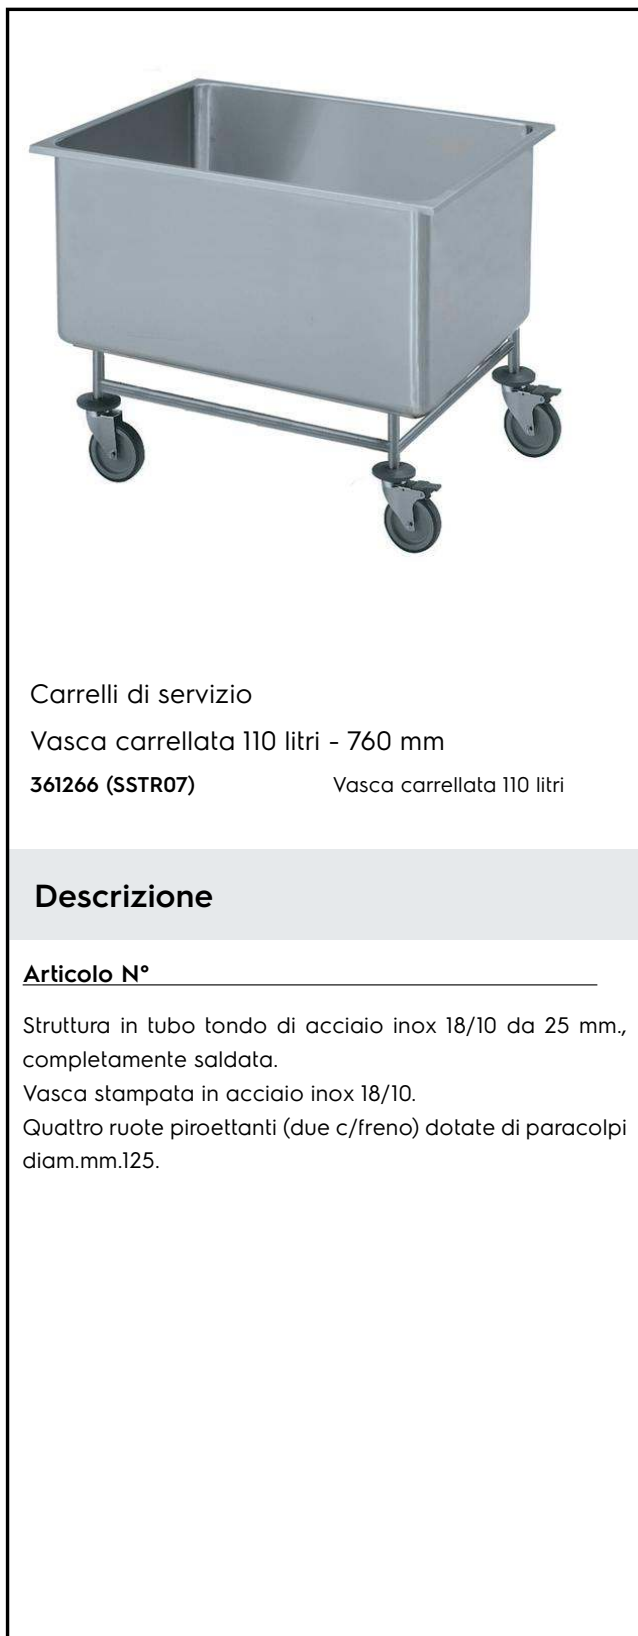 Carrelli di servizio
Vasca carrellata 110 litri - 760 mm
361266 (SSTR07) Vasca carrellata 110 litri
Descrizione
Articolo N°
Struttura in tubo tondo di acciaio inox 18/10 da 25 mm.,
completamente saldata.
Vasca stampata in acciaio inox 18/10.
Quattro ruote piroettanti (due c/freno) dotate di paracolpi
diam.mm.125.